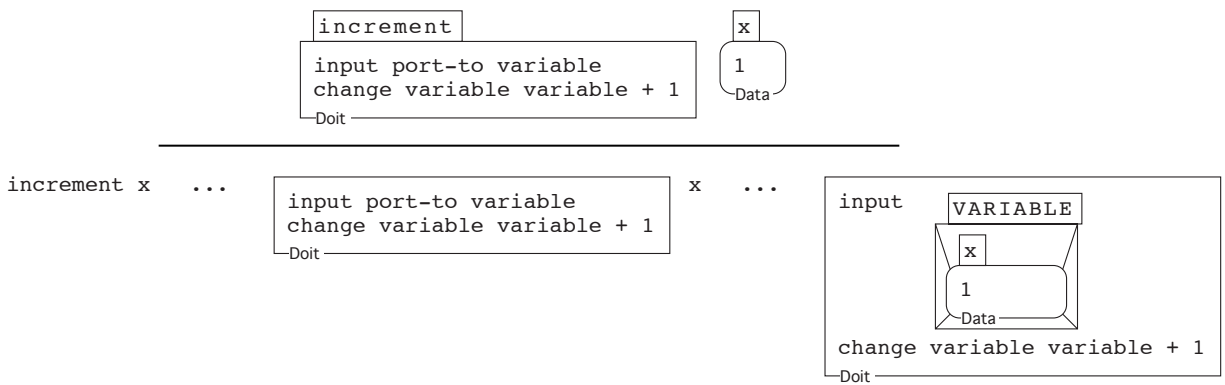 increment
x
input port-to variable
1
change variable variable + 1
Data
Doit
increment x ... x ...
input port-to variable
change variable variable + 1
Doit
input
VARIABLE
x
1
Data
change variable variable + 1
Doit